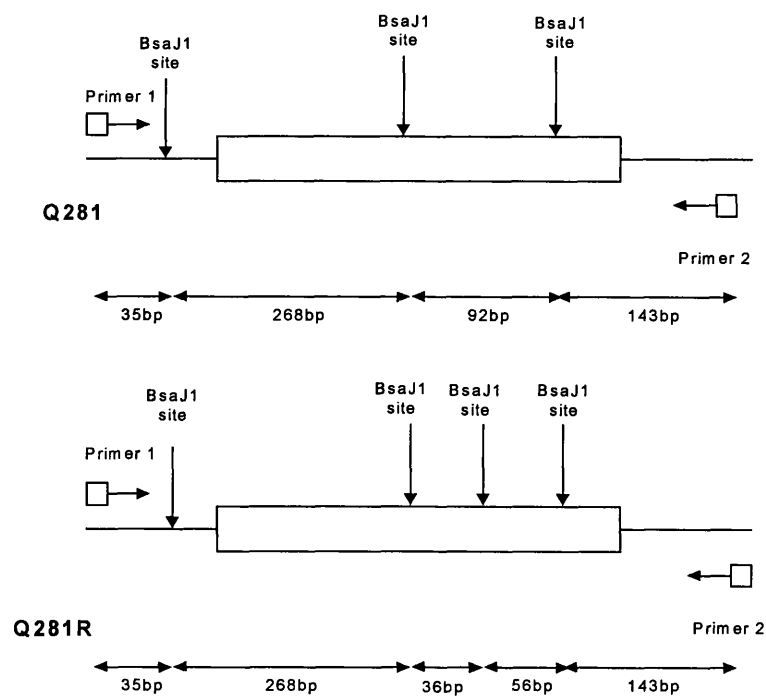 BsaJ1
site
BsaJ1
site
BsaJ1
site
Primer 1
Q281
Primer 2
35bp
268bp
92bp
143bp
BsaJ1
site
BsaJ1
site
BsaJ1
site
BsaJ1
site
Primer 1
Q281R
Primer 2
35bp
268bp
36bp
56bp
143bp